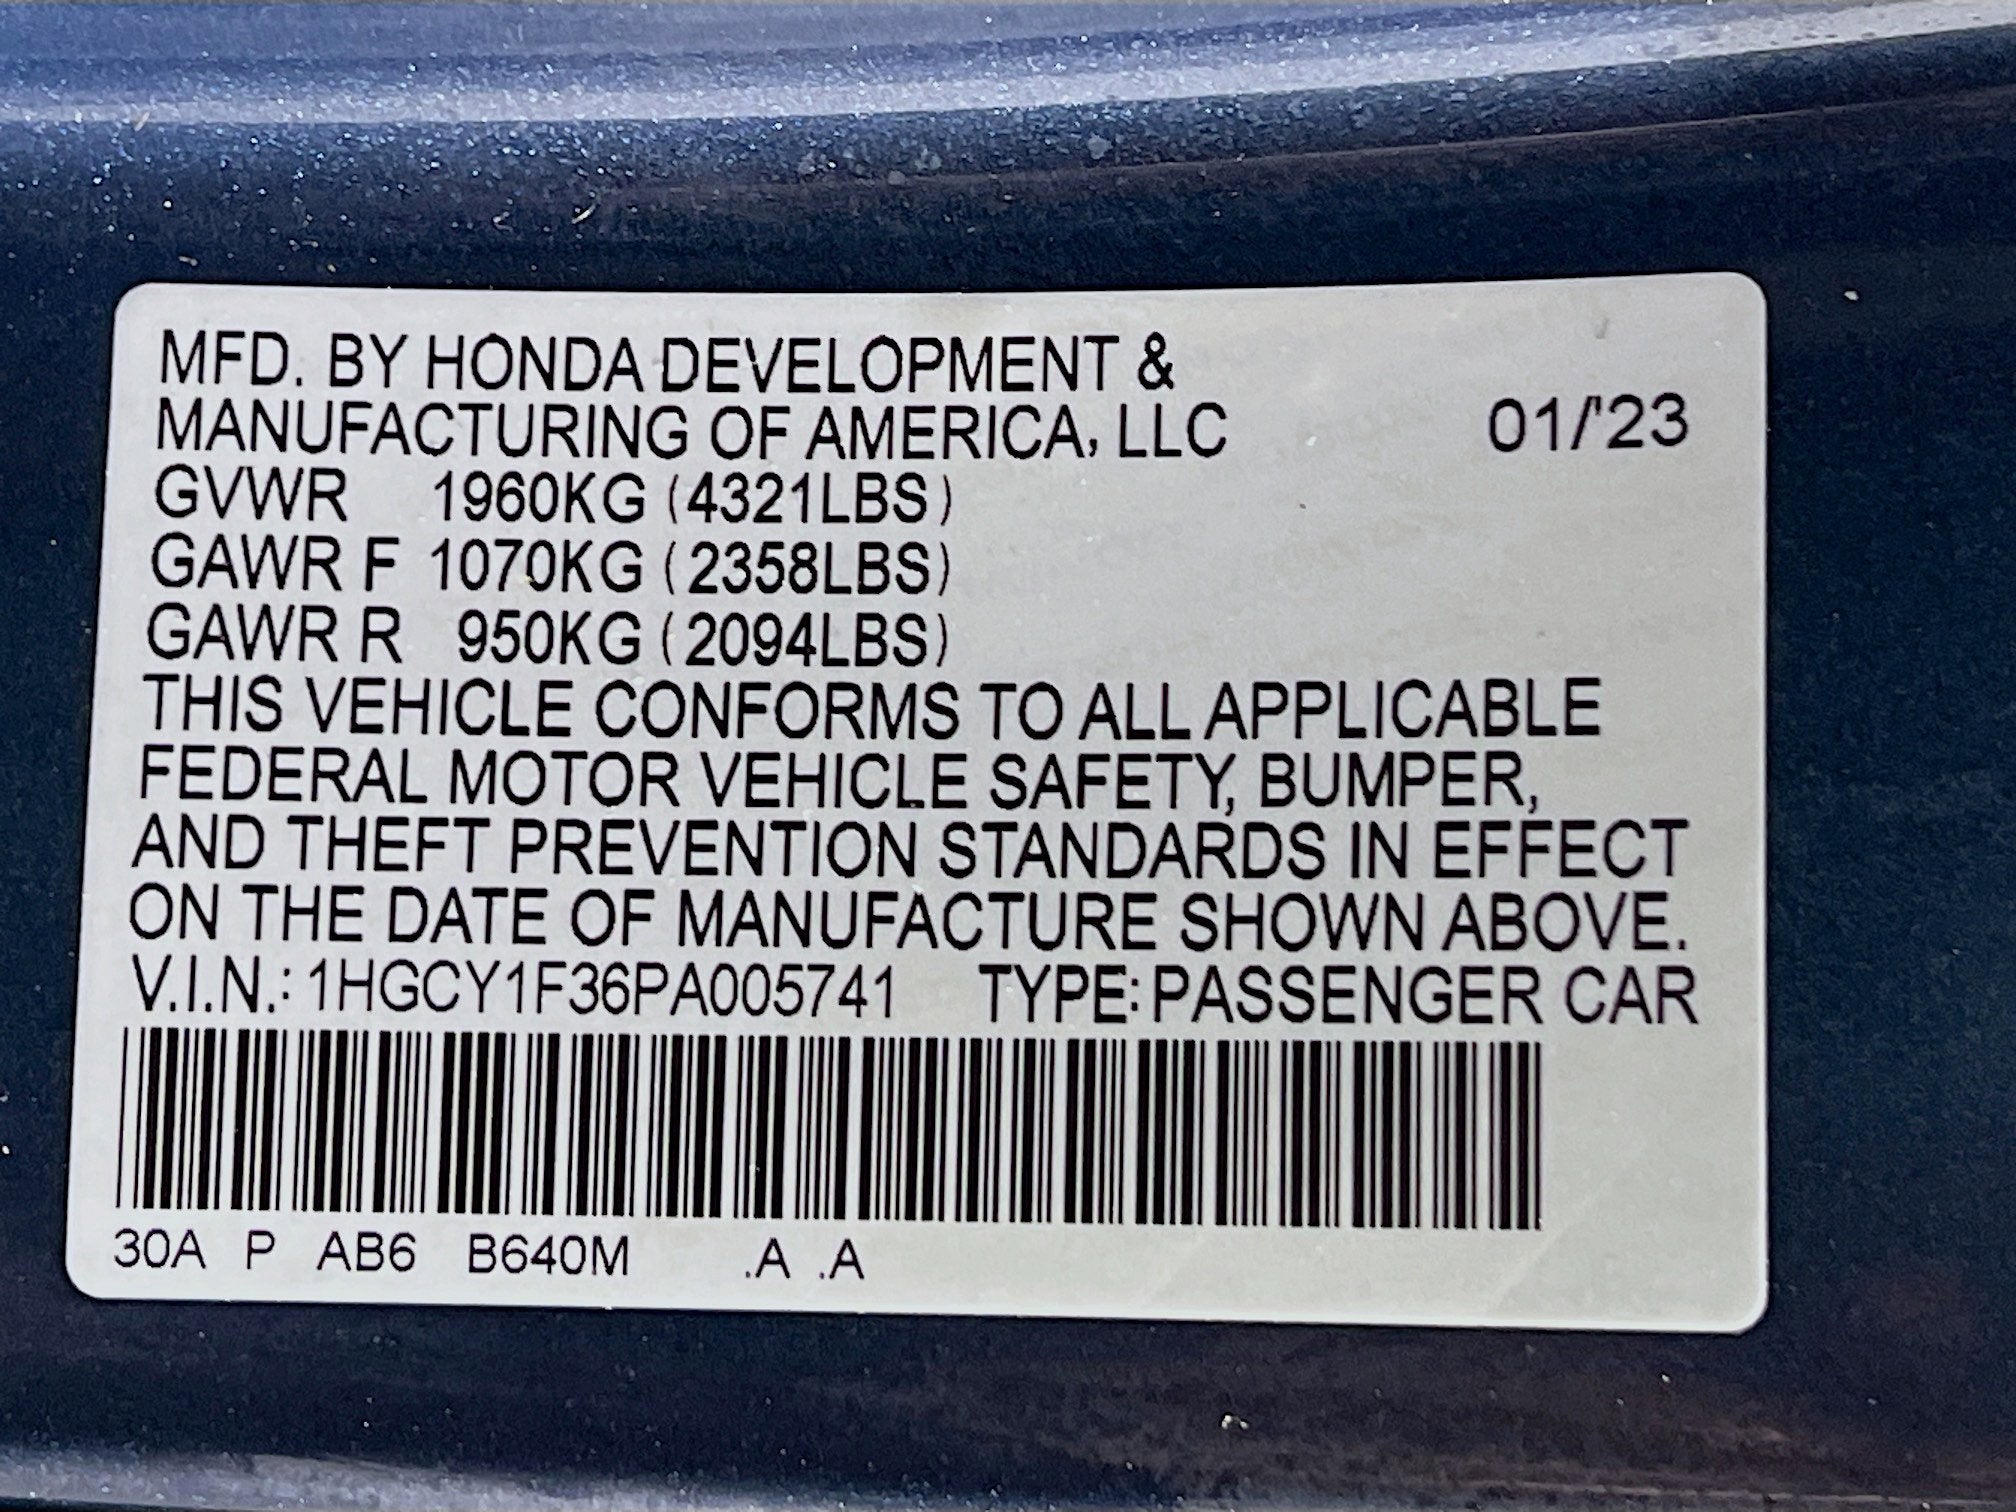 MFD. BY HONDA DEVELOPMENT &
MANUFACTURING OF AMERICA, LLC 01/'23
GVWR 1960KG (4321LBS)
GAWR F 1070KG (2358LBS)
GAWR R 950KG (2094LBS)
THIS VEHICLE CONFORMS TO ALL APPLICABLE
FEDERAL MOTOR VEHICLE SAFETY, BUMPER,
AND THEFT PREVENTION STANDARDS IN EFFECT
ON THE DATE OF MANUFACTURE SHOWN ABOVE.
V.I.N.: 1HGCY1F36PA005741 TYPE: PASSENGER CAR
30A P AB6 B640M .A .A